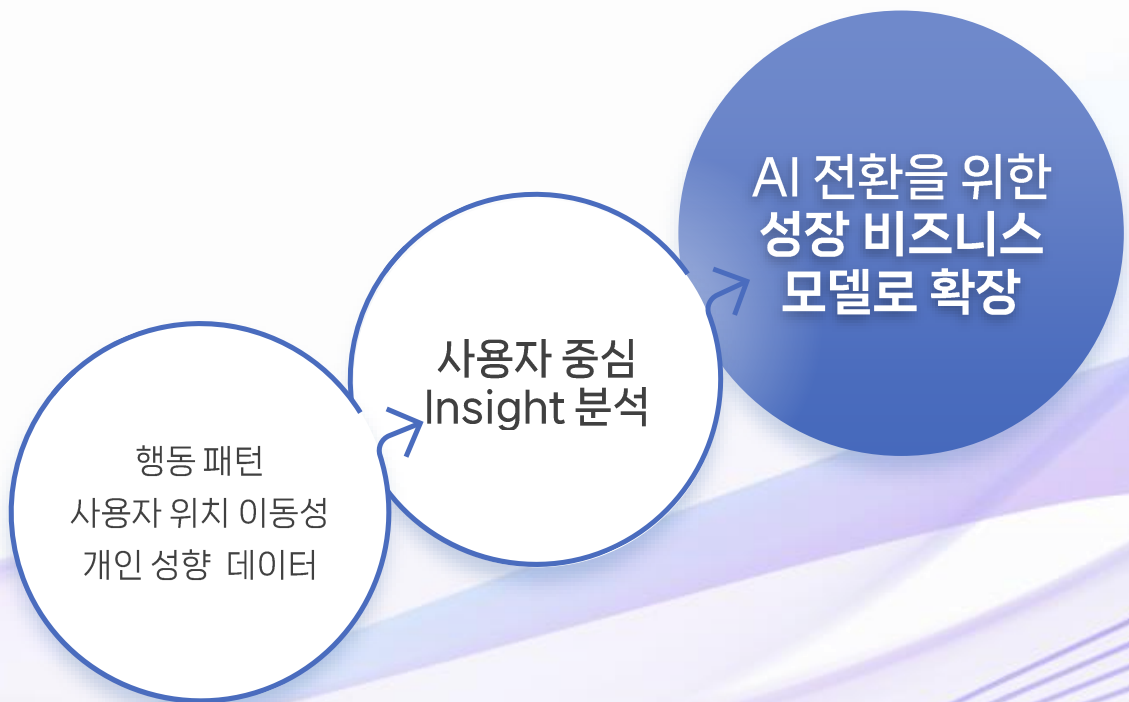 AI 전환을 위한
성장 비즈니스
모델로 확장
사용자 중심
Insight 분석
행동 패턴
사용자 위치 이동성
개인 성향 데이터